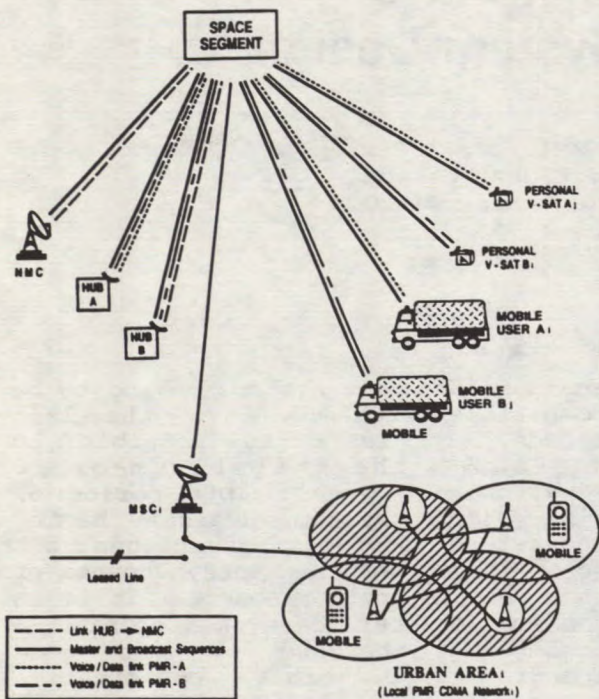 SPACE
SEGMENT
PERSONAL
V - SAT A i
NMC
HUB
A
PERSONAL
V - SAT B i
HUB
B
MOBILE
USER A i
MOBILE
USER B j
MOBILE
MSC i
MOBILE
Leased Line
MOBILE
Link HUB NMC
Master and Broadcast Sequences
Voice / Data link PMR - A
Voice / Data link PMR - B
URBAN AREA i
( Local PMR CDMA Network i )